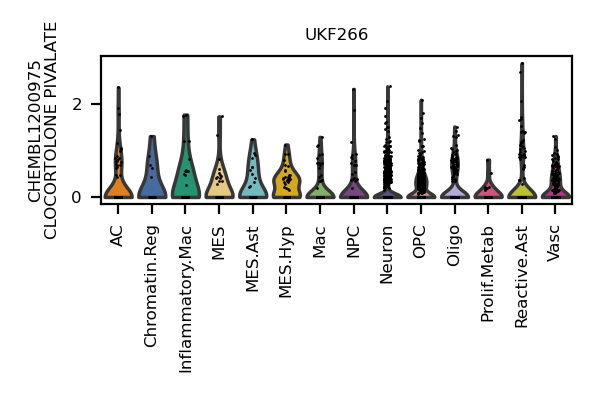 UKF266
CHEMBL1200975
CLOCORTOLONE PIVALATE
2
0
AC
Chromatin.Reg
Inflammatory.Mac
MES
MES.Ast
MES.Hyp
Mac
NPC
Neuron
OPC
Oligo
Prolif.Metab
Reactive.Ast
Vasc